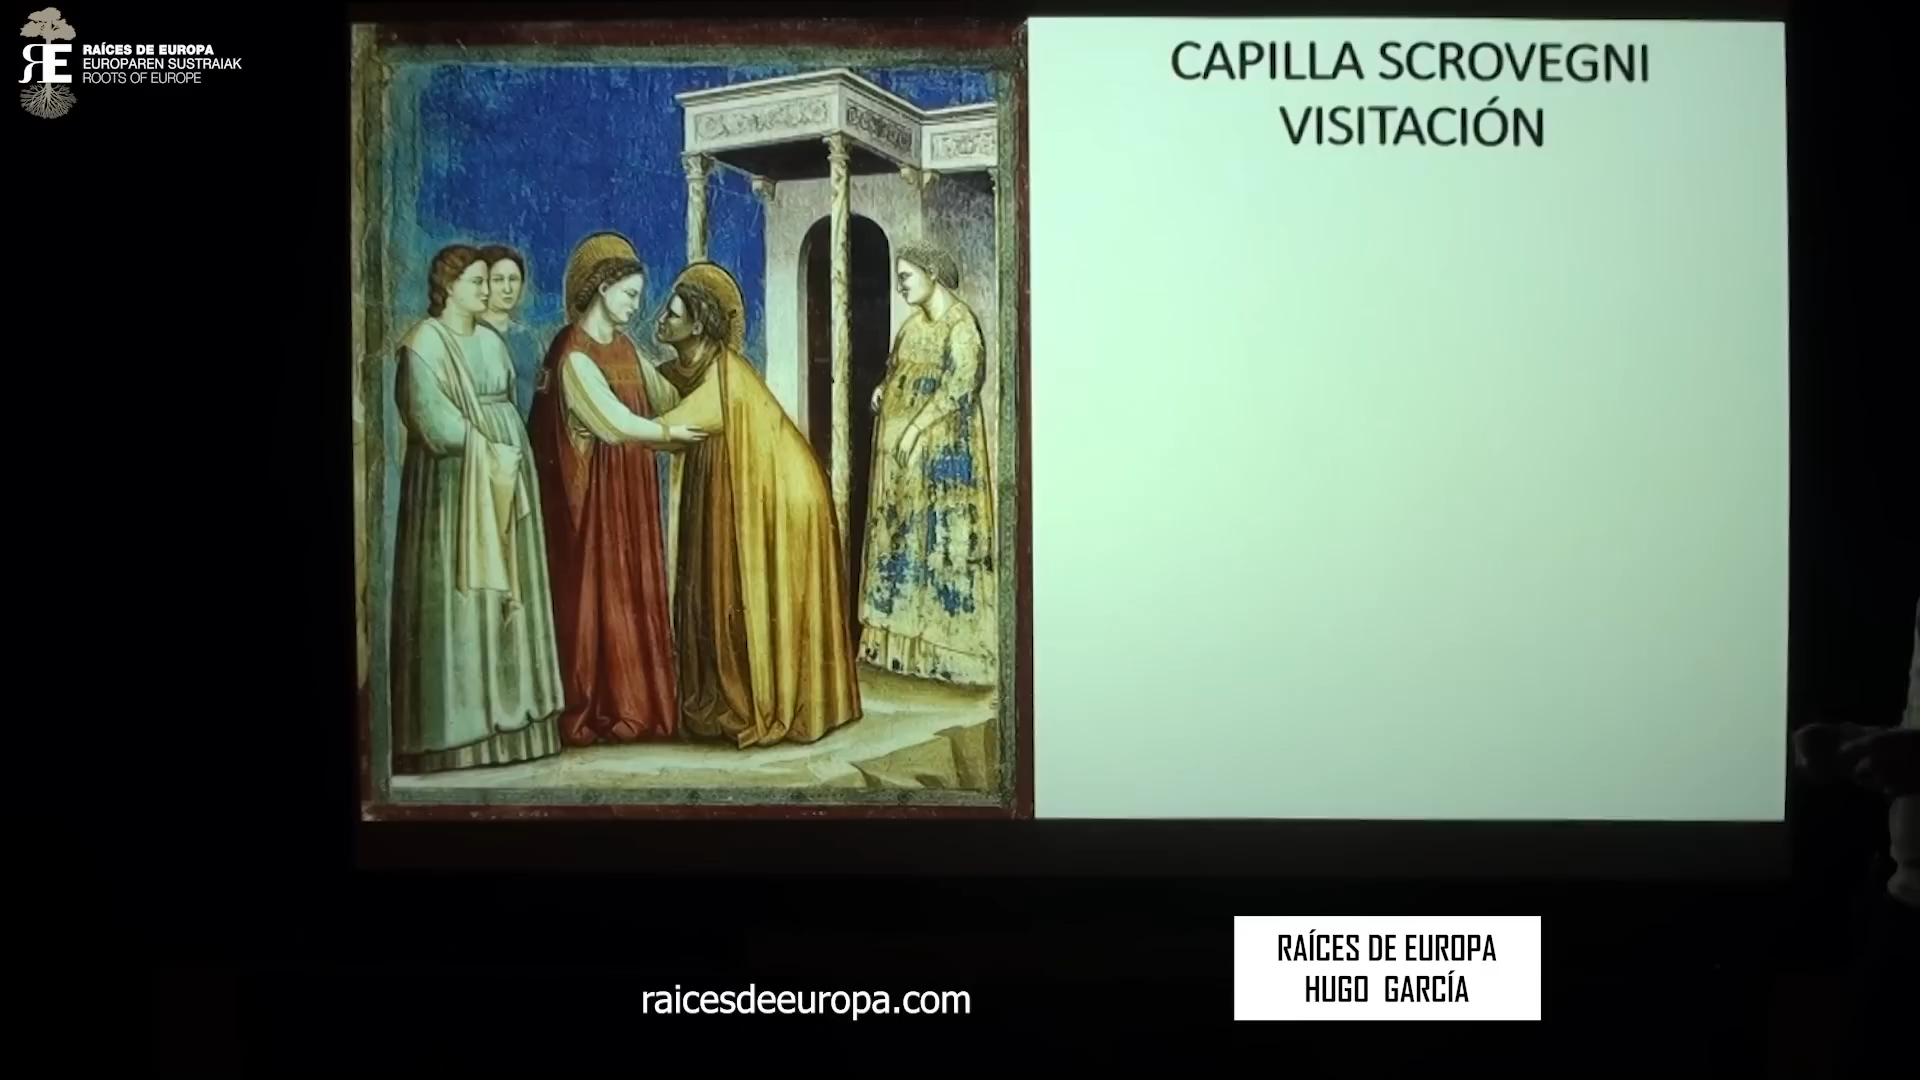 RAÍCES DE EUROPA
EUROPAREN SUSTRAIAK
ROOTS OF EUROPE
CAPILLA SCROVEGNI
VISITACIÓN
RAÍCES DE EUROPA
HUGO GARCÍA
raicesdeeuropa.com